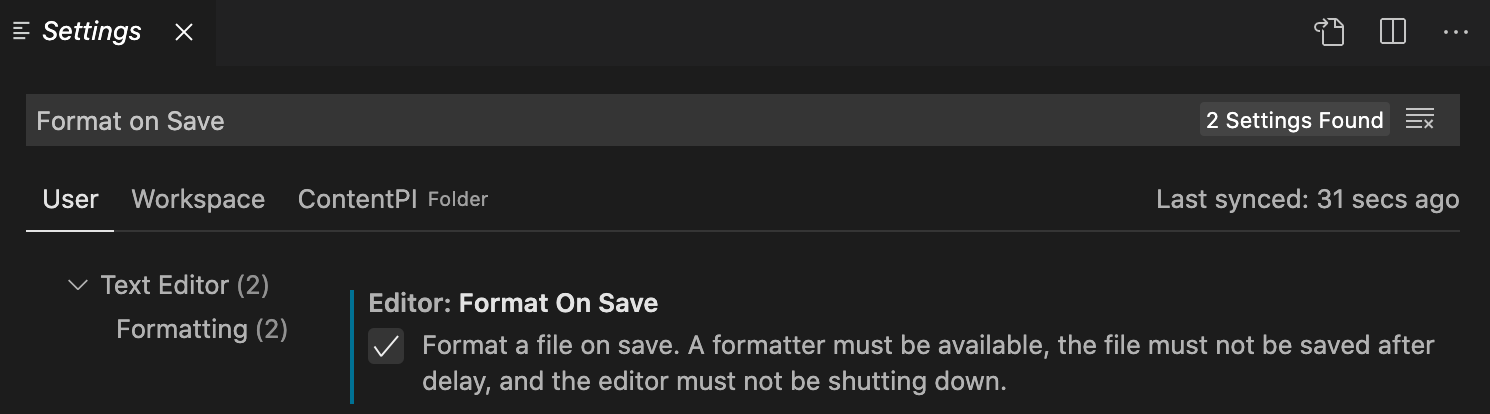 Settings
Format on Save
2 Settings Found
User Workspace ContentPI Folder Last synced: 31 secs ago
Text Editor (2)
Formatting (2)
Editor: Format On Save
Format a file on save. A formatter must be available, the file must not be saved after
delay, and the editor must not be shutting down.